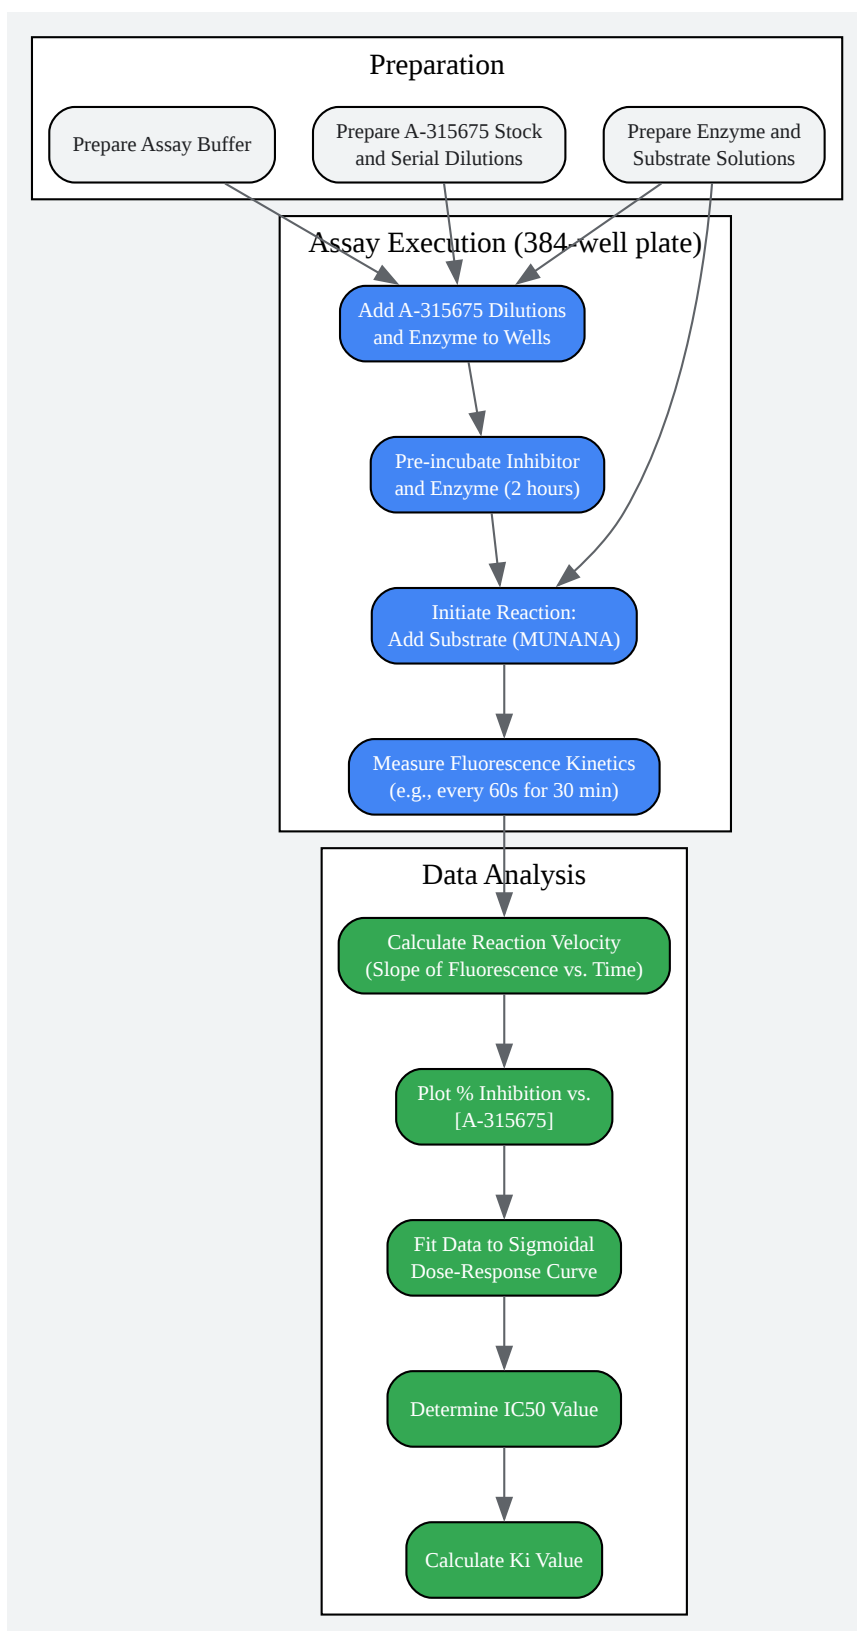 Preparation
Prepare Assay Buffer
Prepare A-315675 Stock
and Serial Dilutions
Prepare Enzyme and
Substrate Solutions
Assay Execution (384-well plate)
Add A-315675 Dilutions
and Enzyme to Wells
Pre-incubate Inhibitor
and Enzyme (2 hours)
Initiate Reaction:
Add Substrate (MUNANA)
Measure Fluorescence Kinetics
(e.g., every 60s for 30 min)
Data Analysis
Calculate Reaction Velocity
(Slope of Fluorescence vs. Time)
Plot % Inhibition vs.
[A-315675]
Fit Data to Sigmoidal
Dose-Response Curve
Determine IC50 Value
Calculate Ki Value